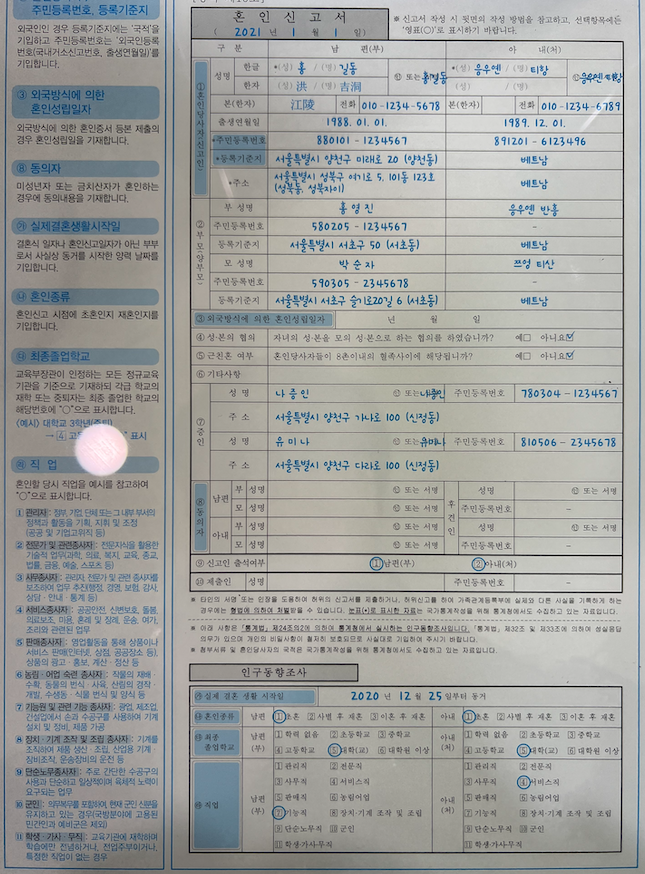 주민등록번호, 등록기준지
외국인인 경우 등록기준지에는 '국적'을
기입하고 주민등록번호는 '외국인등록
번호(국내거소신고번호, 출생연월일)'를
기입합니다.
③ 외국방식에 의한
혼인성립일자
외국방식에 의한 혼인증서 등본 제출의
경우 혼인성립일을 기재합니다.
⑧ 동의자
미성년자 또는 금치산자가 혼인하는
경우에 동의내용을 기재합니다.
실제결혼생활시작일
결혼식 일자나 혼인신고일자가 아닌 부부
로서 사실상 동거를 시작한 양력 날짜를
기입합니다.
혼인종류
혼인신고 시점에 초혼인지 재혼인지를
기입합니다.
최종졸업학교
교육부장관이 인정하는 모든 정규교육
기관을 기준으로 기재하되 각급 학교의
재학 또는 중퇴자는 최종 졸업한 학교의
해당번호에 "○"으로 표시합니다.
〈예시〉 대학교 3학년(중퇴)
→ 4 고 표시
직 업
혼인할 당시 직업을 예시를 참고하여
"○"으로 표시합니다.
1 관리자 : 정부, 기업, 단체 또는 그 내부 부서의
정책과 활동을 기획, 지휘 및 조정
(공공 및 기업고위직 등)
2 전문가 및 관련종사자 : 전문지식을 활용한
기술적 업무(과학, 의료, 복지, 교육, 종교,
법률, 금융, 예술, 스포츠 등)
3 사무종사자 : 관리자, 전문가 및 관련 종사자를
보조하여 업무 추진(행정, 경영, 보험, 감사,
상담 · 안내 · 통계 등)
4 서비스종사자 : 공공안전, 신변보호, 돌봄,
의료보조, 미용, 혼례 및 장례, 운송, 여가,
조리와 관련된 업무
5 판매종사자 : 영업활동을 통해 상품이나
서비스 판매(인터넷, 상점, 공공장소 등),
상품의 광고 · 홍보, 계산 · 정산 등
6 농림 · 어업 숙련 종사자 : 작물의 재배 ·
수확, 동물의 번식 · 사육, 산림의 경작 ·
개발, 수생동 · 식물 번식 및 양식 등
7 기능원 및 관련 기능 종사자 : 광업, 제조업,
건설업에서 손과 수공구를 사용하여 기계
설치 및 정비, 제품 가공
8 장치 · 기계 조작 및 조립 종사자 : 기계를
조작하여 제품 생산 · 조립, 산업용 기계 ·
장비조작, 운송장비의 운전 등
9 단순노무종사자 : 주로 간단한 수공구의
사용과 단순하고 일상적이며 육체적 노력이
요구되는 업무
10 군인 : 의무복무를 포함하여, 현재 군인 신분을
유지하고 있는 경우(국방분야에 고용된
민간인과 예비군은 제외)
11 학생 · 가사 · 무직 : 교육기관에 재학하며
학습에만 전념하거나, 전업주부이거나,
특정한 직업이 없는 경우
혼 인 신 고 서
( 2021 년 1 월 1 일 )
※ 신고서 작성 시 뒷면의 작성 방법을 참고하고, 선택항목에는
'영표(○)'로 표시하기 바랍니다.
구 분 남 편(부) 아 내(처)
①혼인당사자(신고인)
성명 한글 *(성) 홍 /(명) 길동 ㊞ 또는 홍길동 *(성) 응우옌 /(명) 티항
한자 (성) 洪 /(명) 吉洞 (성) /(명)
본(한자) 江陵 전화 010-1234-5678 본(한자) 전화 010-1234-6789
출생연월일 1988. 01. 01. 1989. 12. 01.
*주민등록번호 880101 - 1234567 891201 - 6123496
*등록기준지 서울특별시 양천구 미래로 20 (양천동) 베트남
*주소 서울특별시 성북구 여기로 5, 101동 123호
(성북동, 성북자이) 베트남
②부모(양부모)
부 성명 홍영진 응우옌 반흥
주민등록번호 580205 - 1234567 -
등록기준지 서울특별시 서초구 50 (서초동) 베트남
모 성명 박순자 쯔엉 티산
주민등록번호 590305 - 2345678 -
등록기준지 서울특별시 서초구 슬기로20길 6 (서초동) 베트남
③외국방식에 의한 혼인성립일자 년 월 일
④성·본의 협의 자녀의 성·본을 모의 성·본으로 하는 협의를 하였습니까? 예□ 아니요☑
⑤근친혼 여부 혼인당사자들이 8촌이내의 혈족사이에 해당됩니까? 예□ 아니요☑
⑥기타사항
⑦증인
성 명 나증인 ㊞ 또는 나증인 주민등록번호 780304 - 1234567
주 소 서울특별시 양천구 가나로 100 (신정동)
성 명 유미나 ㊞ 또는 유미나 주민등록번호 810506 - 2345678
주 소 서울특별시 양천구 다라로 100 (신정동)
⑧동의자
남편 부 성명 ㊞ 또는 서명 후견인 성명 ㊞ 또는 서명
모 성명 ㊞ 또는 서명 주민등록번호 -
아내 부 성명 ㊞ 또는 서명 성명 ㊞ 또는 서명
모 성명 ㊞ 또는 서명 주민등록번호 -
⑨신고인 출석여부 ①남편(부) ②아내(처)
⑩제출인 성명 주민등록번호 -
※ 타인의 서명 또는 인장을 도용하여 허위의 신고서를 제출하거나, 허위신고를 하여 가족관계등록부에 실제와 다른 사실을 기록하게 하는
경우에는 형법에 의하여 처벌받을 수 있습니다. 눈표(*)로 표시한 자료는 국가통계작성을 위해 통계청에서도 수집하고 있는 자료입니다.
※ 아래 사항은 「통계법」제24조의2에 의하여 통계청에서 실시하는 인구동향조사입니다. 「통계법」제32조 및 제33조에 의하여 성실응답
의무가 있으며 개인의 비밀사항이 철저히 보호되므로 사실대로 기입하여 주시기 바랍니다.
※ 첨부서류 및 혼인당사자의 국적은 국가통계작성을 위해 통계청에서도 수집하고 있는 자료입니다.
인구동향조사
실제 결혼 생활 시작일 2020 년 12 월 25 일부터 동거
혼인종류 남편(부) ①초혼 2사별 후 재혼 3이혼 후 재혼 아내(처) ①초혼 2사별 후 재혼 3이혼 후 재혼
최종 졸업학교 남편(부) 1학력 없음 2초등학교 3중학교 아내(처) 1학력 없음 2초등학교 3중학교
4고등학교 ⑤대학(교) 6대학원 이상 4고등학교 ⑤대학(교) 6대학원 이상
직업 남편(부) 1관리직 2전문직 아내(처) 1관리직 2전문직
3사무직 4서비스직 3사무직 ④서비스직
5판매직 6농림어업 5판매직 6농림어업
⑦기능직 8장치·기계 조작 및 조립 7기능직 8장치·기계 조작 및 조립
9단순노무직 10군인 9단순노무직 10군인
11학생가사무직 11학생가사무직